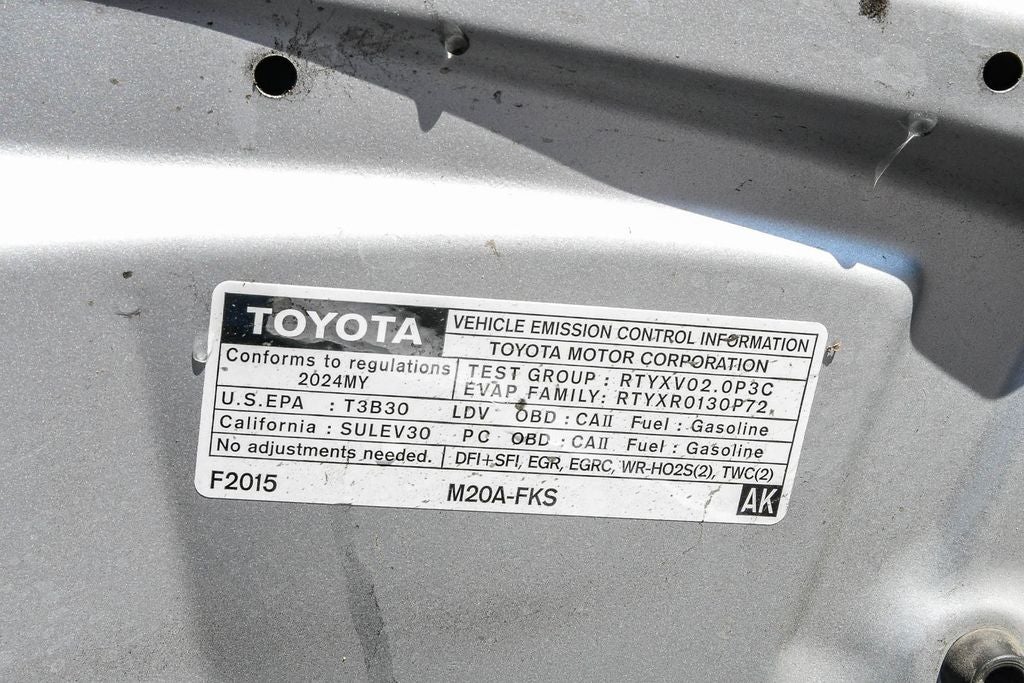 TOYOTA VEHICLE EMISSION CONTROL INFORMATION
TOYOTA MOTOR CORPORATION
Conforms to regulations
2024MY
TEST GROUP : RTYXV02.0P3C
EVAP FAMILY: RTYXR0130P72
U.S.EPA : T3B30 LDV OBD : CAII Fuel : Gasoline
California : SULEV30 PC OBD : CAII Fuel : Gasoline
No adjustments needed. DFI+SFI, EGR, EGRC, WR-HO2S(2), TWC(2)
F2015 M20A-FKS AK